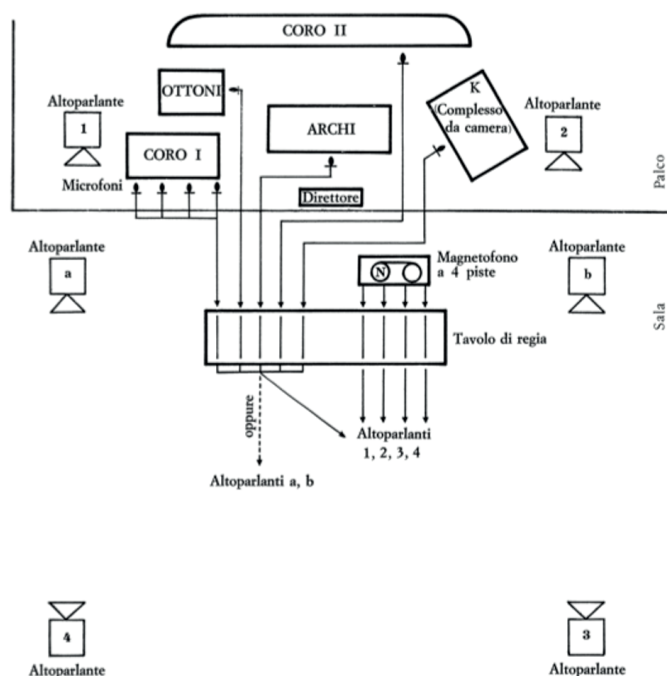 CORO II
OTTONI
K
(Complesso
da camera)
Altoparlante
1
ARCHI
Altoparlante
2
CORO I
Microfoni
Direttore
Palco
Altoparlante
a
Magnetofono
a 4 piste
N
Altoparlante
b
Sala
Tavolo di regia
oppure
Altoparlanti
1, 2, 3, 4
Altoparlanti a, b
4
Altoparlante
3
Altoparlante